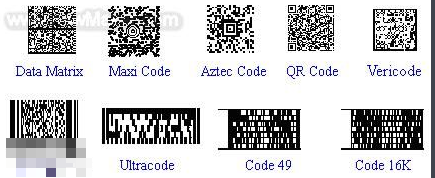 Data Matrix Maxi Code Aztec Code QR Code Vericode
Ultracode Code 49 Code 16K